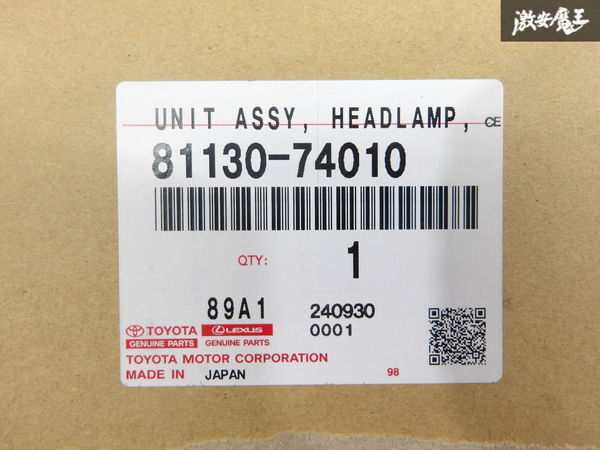 激安魔王
UNIT ASSY, HEADLAMP, CE
81130-74010
QTY: 1
89A1 240930
TOYOTA LEXUS 0001
GENUINE PARTS GENUINE PARTS
TOYOTA MOTOR CORPORATION
MADE IN JAPAN 98